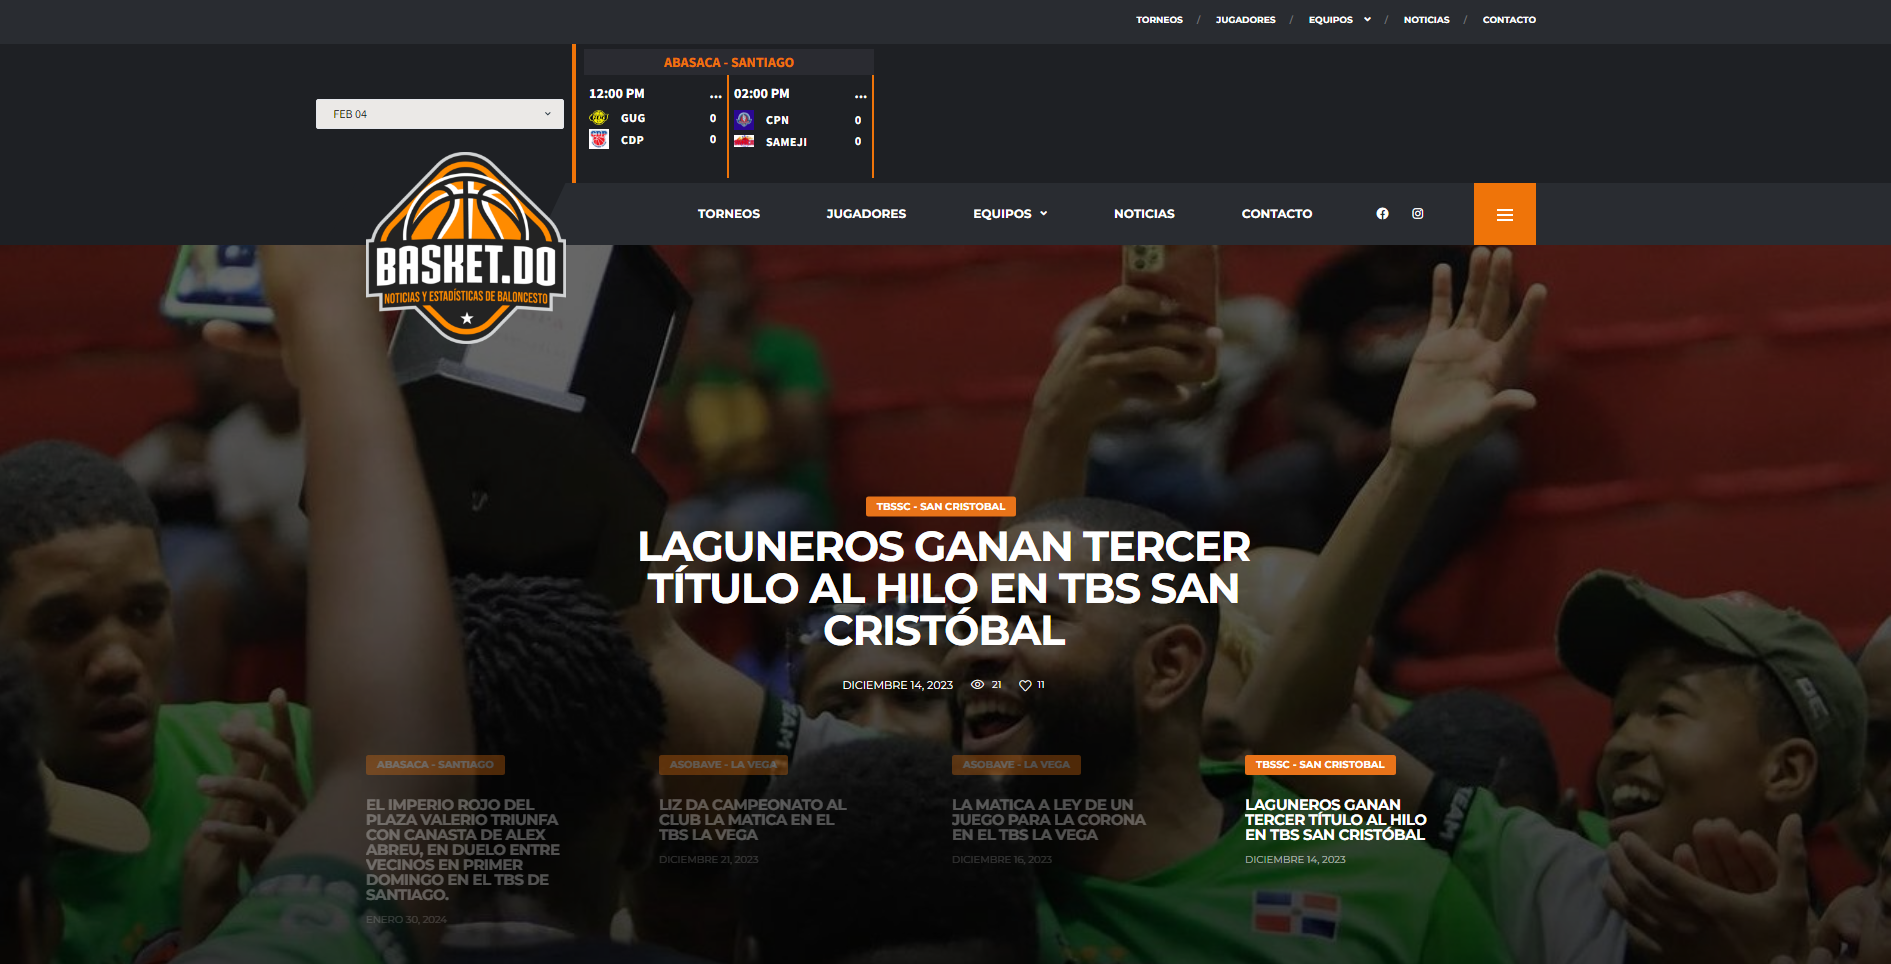 TORNEOS / JUGADORES / EQUIPOS / NOTICIAS / CONTACTO
ABASACA - SANTIAGO
FEB 04
12:00 PM ...
GUG 0
CDP 0
02:00 PM ...
CPN 0
SAMEJI 0
TORNEOS JUGADORES EQUIPOS NOTICIAS CONTACTO
BASKET.DO
NOTICIAS Y ESTADÍSTICAS DE BALONCESTO
TBSSC - SAN CRISTOBAL
LAGUNEROS GANAN TERCER
TÍTULO AL HILO EN TBS SAN
CRISTÓBAL
DICIEMBRE 14, 2023 21 11
ABASACA - SANTIAGO
EL IMPERIO ROJO DEL
PLAZA VALERIO TRIUNFA
CON CANASTA DE ALEX
ABREU, EN DUELO ENTRE
VECINOS EN PRIMER
DOMINGO EN EL TBS DE
SANTIAGO.
ENERO 30, 2024
ASOBAVE - LA VEGA
LIZ DA CAMPEONATO AL
CLUB LA MATICA EN EL
TBS LA VEGA
DICIEMBRE 21, 2023
ASOBAVE - LA VEGA
LA MATICA A LEY DE UN
JUEGO PARA LA CORONA
EN EL TBS LA VEGA
DICIEMBRE 16, 2023
TBSSC - SAN CRISTOBAL
LAGUNEROS GANAN
TERCER TÍTULO AL HILO
EN TBS SAN CRISTÓBAL
DICIEMBRE 14, 2023
TEAM
TEAM